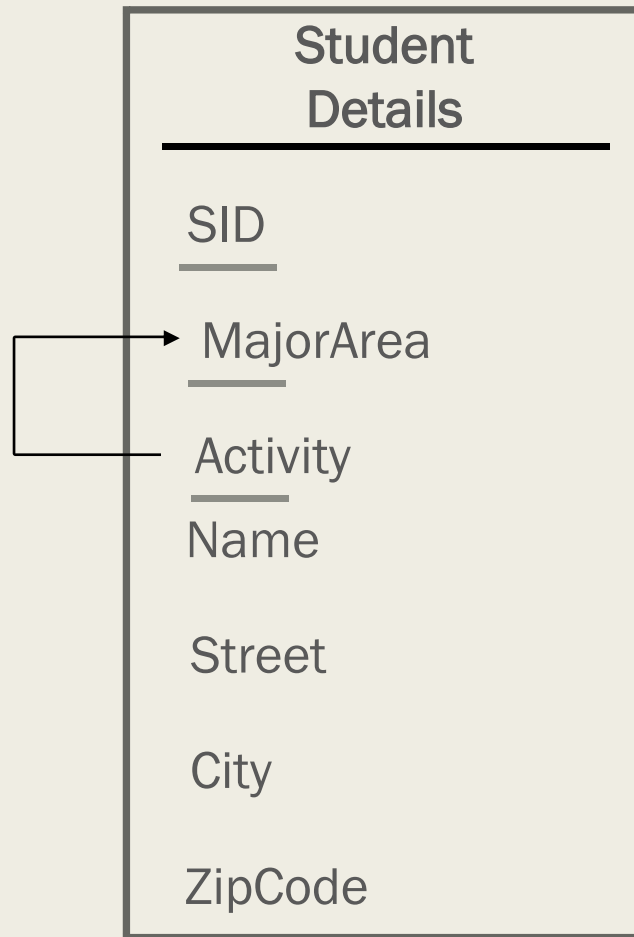 Student
Details
SID
MajorArea
Activity
Name
Street
City
ZipCode